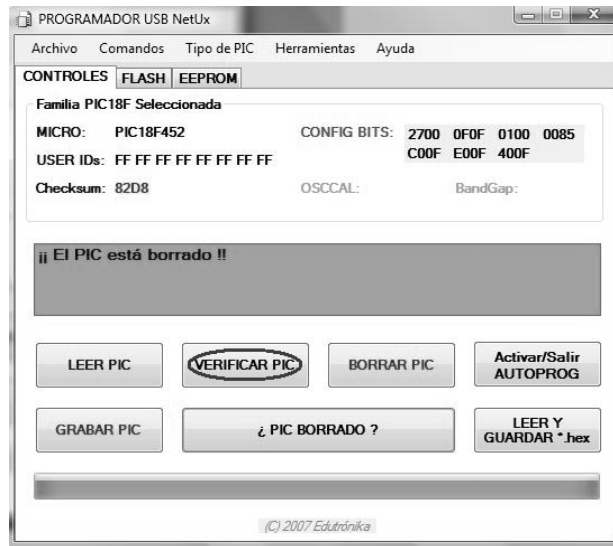 PROGRAMADOR USB NetUx
Archivo Comandos Tipo de PIC Herramientas Ayuda
CONTROLES FLASH EEPROM
Familia PIC18F Seleccionada
MICRO: PIC18F452 CONFIG BITS: 2700 0F0F 0100 0085
USER IDs: FF FF FF FF FF FF FF FF C00F E00F 400F
Checksum: 82D8 OSCCAL: BandGap:
¡¡ El PIC está borrado !!
LEER PIC VERIFICAR PIC BORRAR PIC Activar/Salir AUTOPROG
GRABAR PIC ¿ PIC BORRADO ? LEER Y GUARDAR *.hex
(C) 2007 Edutrónika